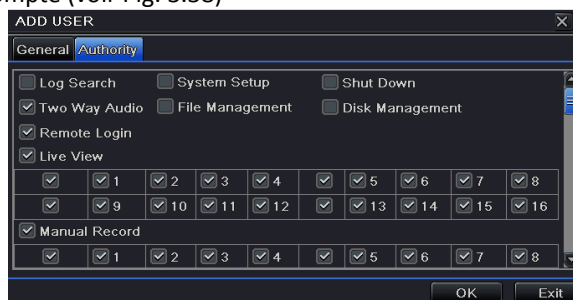 mpte (voir Fig. 5.38)
ADD USER
General Authority
Log Search System Setup Shut Down
Two Way Audio File Management Disk Management
Remote Login
Live View
1 2 3 4 5 6 7 8
9 10 11 12 13 14 15 16
Manual Record
1 2 3 4 5 6 7 8
OK Exit